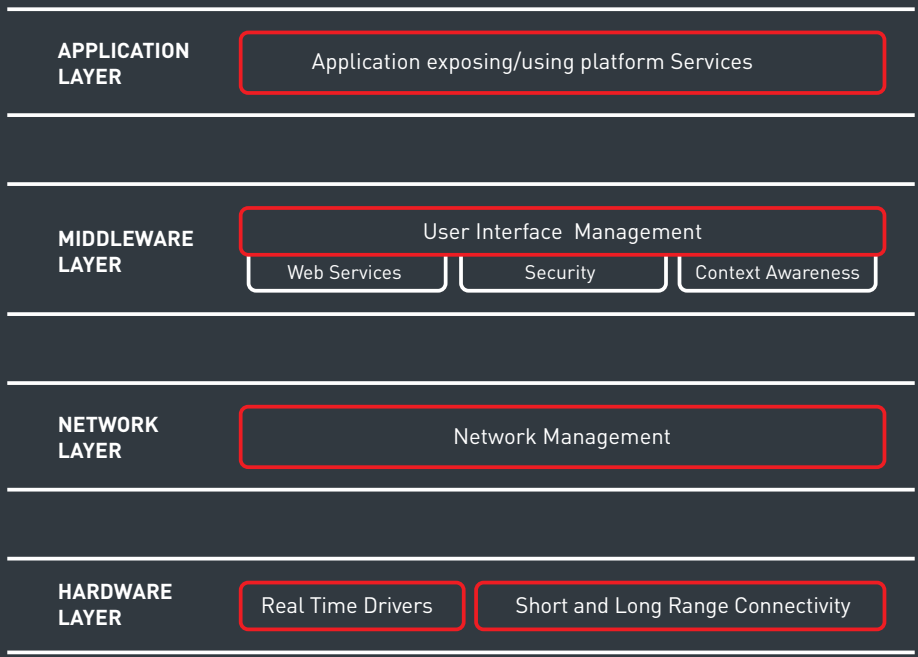 APPLICATION
LAYER
Application exposing/using platform Services
MIDDLEWARE
LAYER
User Interface Management
Web Services
Security
Context Awareness
NETWORK
LAYER
Network Management
HARDWARE
LAYER
Real Time Drivers
Short and Long Range Connectivity